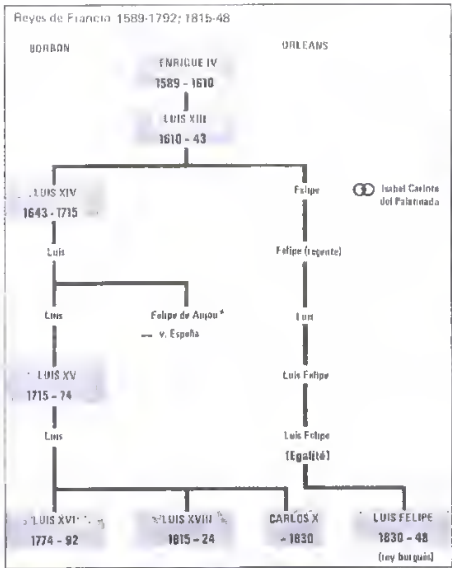 Reyes de Francia 1589-1792; 1815-48
BORBON
ORLEANS
ENRIQUE IV
1589 - 1610
LUIS XIII
1610 - 43
LUIS XIV
1643 - 1715
Felipe
Isabel Carlota
del Palatinado
Luis
Felipe (regente)
Luis
Felipe de Anjou*
v. España
Luis
LUIS XV
1715 - 74
Luis Felipe
Luis
Luis Felipe
(Egalité)
LUIS XVI
1774 - 92
LUIS XVIII
1815 - 24
CARLOS X
- 1830
LUIS FELIPE
1830 - 48
(rey burgués)